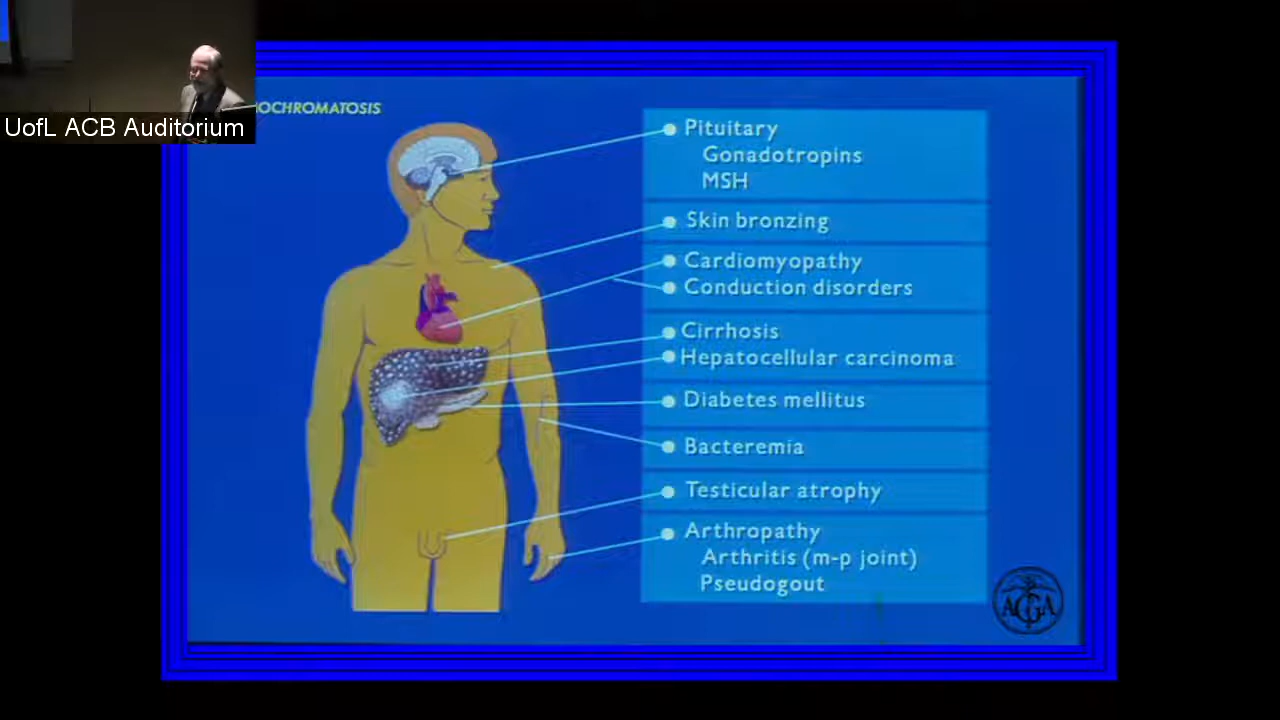 UofL ACB Auditorium
OCHROMATOSIS
Pituitary
Gonadotropins
MSH
Skin bronzing
Cardiomyopathy
Conduction disorders
Cirrhosis
Hepatocellular carcinoma
Diabetes mellitus
Bacteremia
Testicular atrophy
Arthropathy
Arthritis (m-p joint)
Pseudogout
AGA